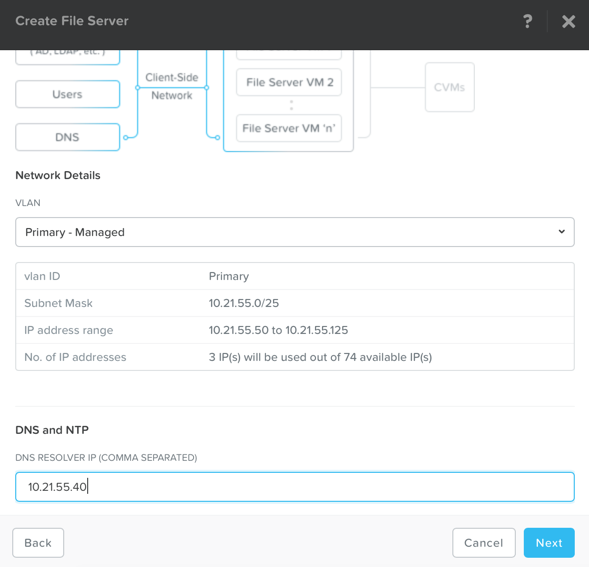 Create File Server
?
( AD, LDAP, etc. )
Client-Side
Network
Users
DNS
File Server VM 2
File Server VM 'n'
CVMs
Network Details
VLAN
Primary - Managed
vlan ID Primary
Subnet Mask 10.21.55.0/25
IP address range 10.21.55.50 to 10.21.55.125
No. of IP addresses 3 IP(s) will be used out of 74 available IP(s)
DNS and NTP
DNS RESOLVER IP (COMMA SEPARATED)
10.21.55.40
Back
Cancel
Next